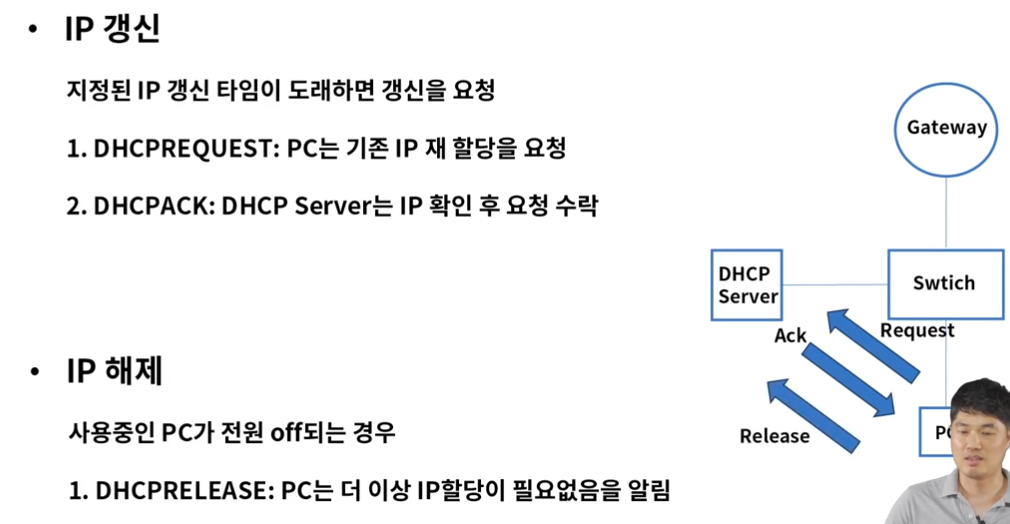 • IP 갱신
지정된 IP 갱신 타임이 도래하면 갱신을 요청
1. DHCPREQUEST: PC는 기존 IP 재 할당을 요청
2. DHCPACK: DHCP Server는 IP 확인 후 요청 수락
• IP 해제
사용중인 PC가 전원 off되는 경우
1. DHCPRELEASE: PC는 더 이상 IP할당이 필요없음을 알림
Gateway
DHCP
Server
Swtich
Ack
Request
Release